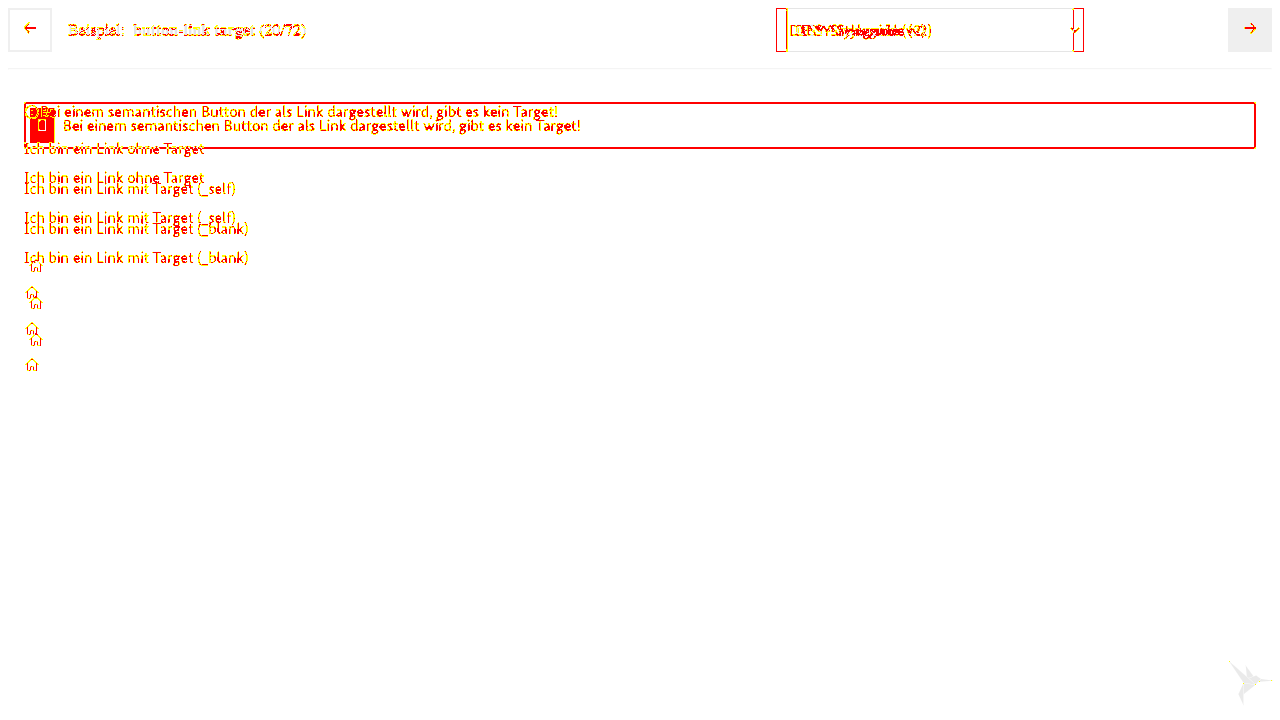 Beispiel: button-link target (20/72)
Bei einem semantischen Button der als Link dargestellt wird, gibt es kein Target!
Bei einem semantischen Button der als Link dargestellt wird, gibt es kein Target!
Ich bin ein Link ohne Target
Ich bin ein Link ohne Target
Ich bin ein Link mit Target (_self)
Ich bin ein Link mit Target (_self)
Ich bin ein Link mit Target (_blank)
Ich bin ein Link mit Target (_blank)